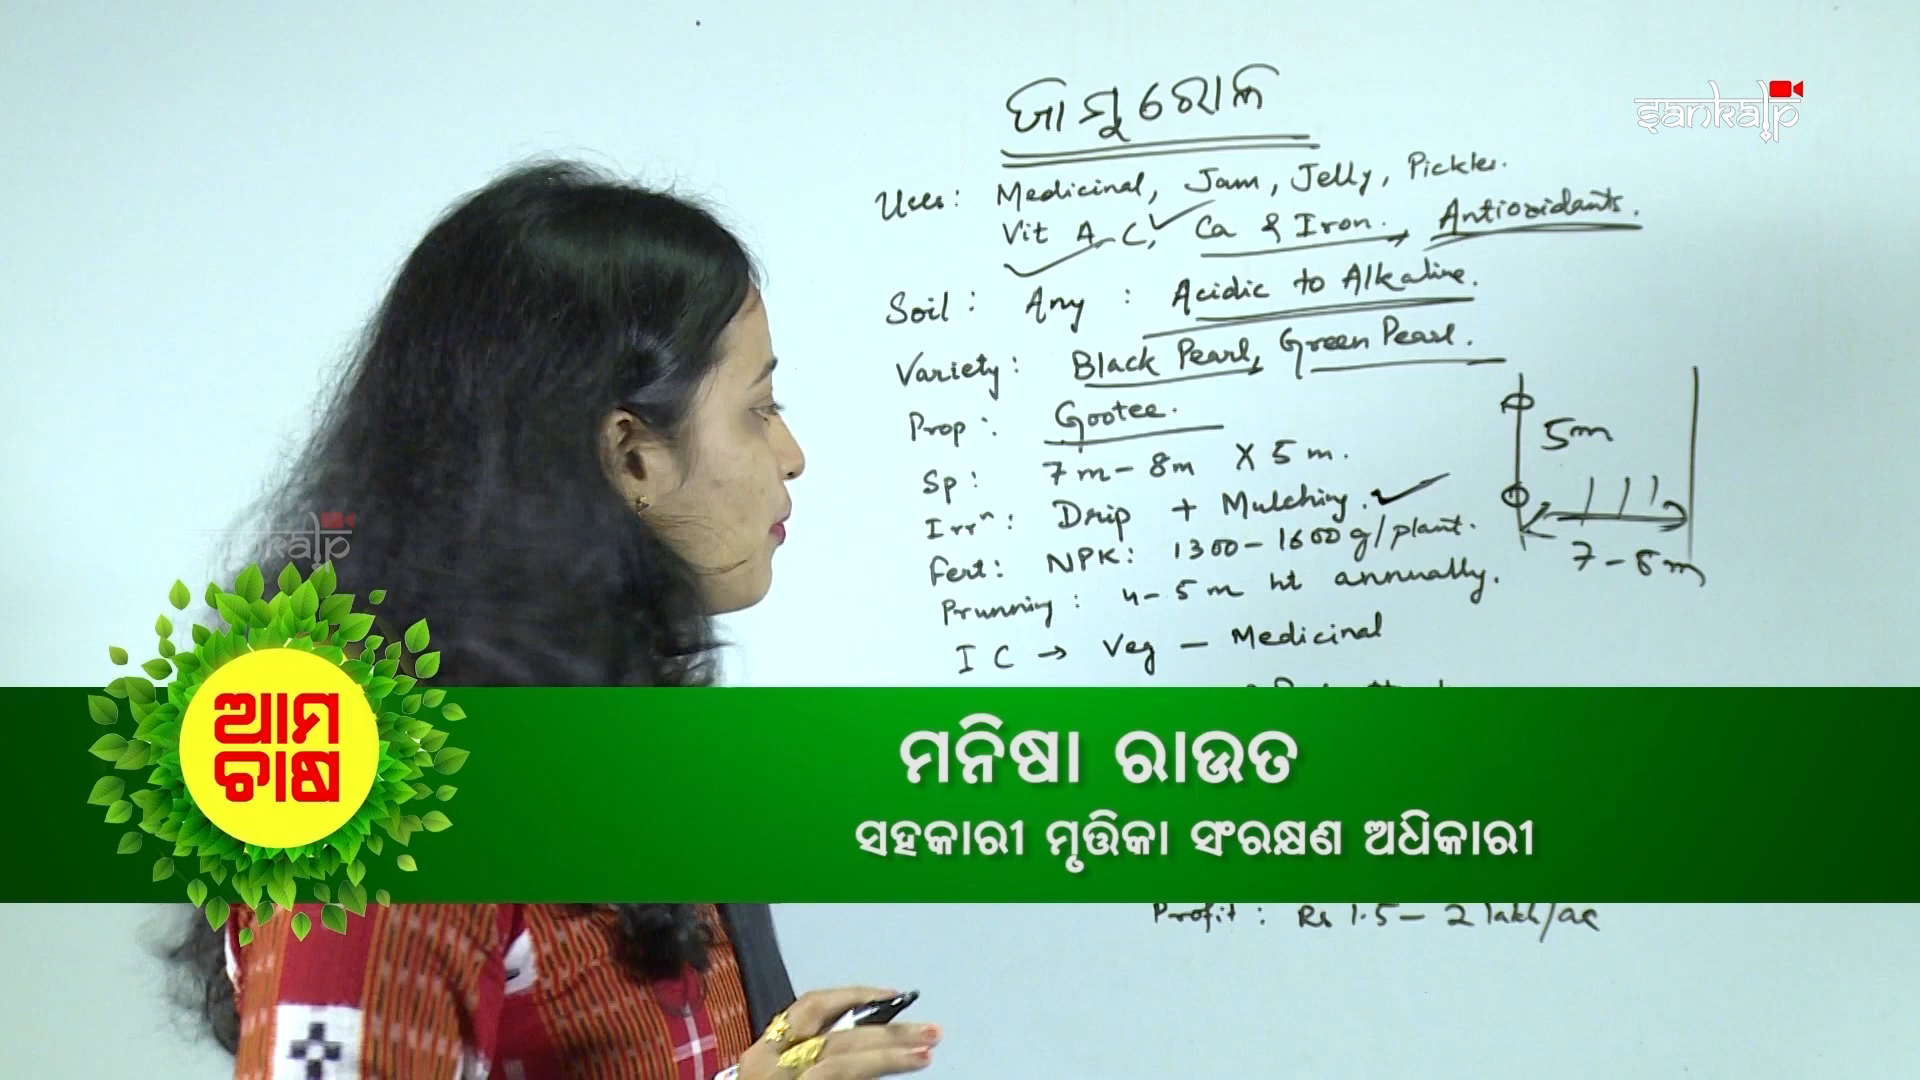 ଜାମୁରୋଳ
sankalp
Uses: Medicinal, Jam, Jelly, Pickles.
Vit A, C, Ca & Iron. Antioxidants.
Soil: Any : Acidic to Alkaline.
Variety: Black Pearl, Green Pearl.
Prop: Gootee.
Sp: 7m-8m X 5m.
Irrⁿ: Drip + Mulching.
Fert: NPK: 1300-1600 g/plant.
Prunning: 4-5 m ht annually.
IC → Veg - Medicinal
5m
7-8m
ଆମ
ଚାଷ
ମନିଷା ରାଉତ
ସହକାରୀ ମୃତ୍ତିକା ସଂରକ୍ଷଣ ଅଧିକାରୀ
Profit: Rs 1.5-2 lakh/ac